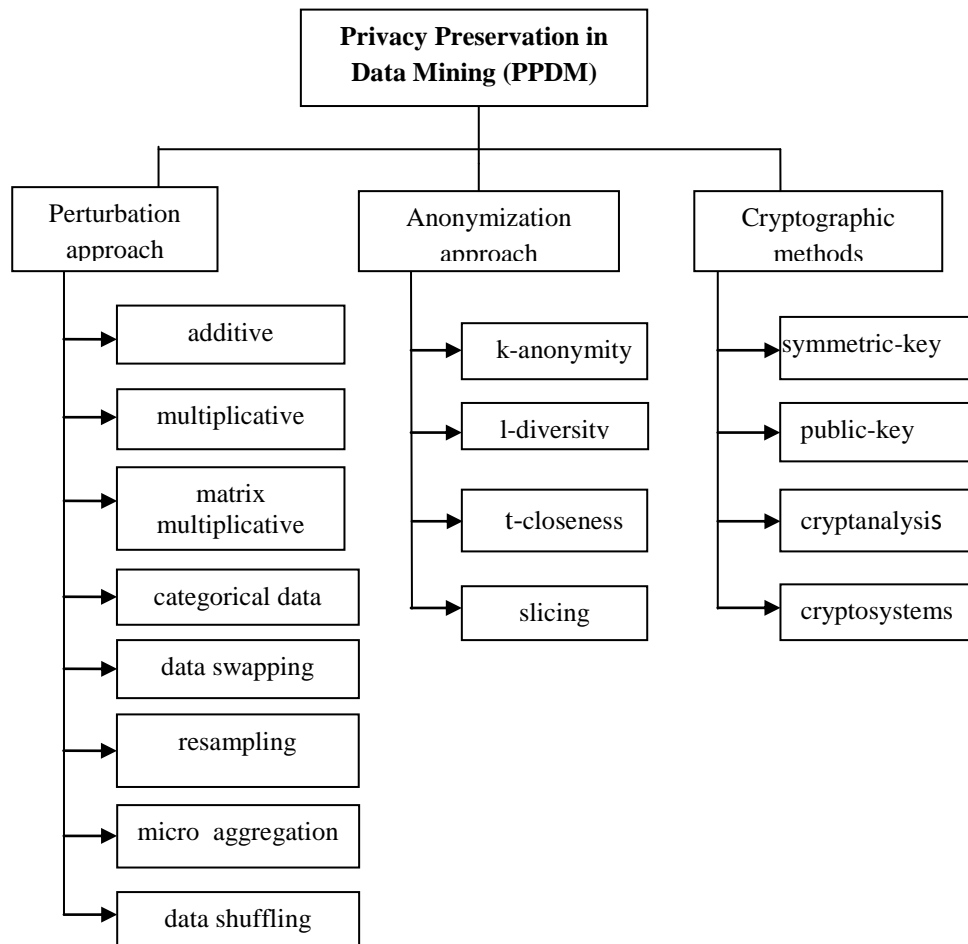 Privacy Preservation in
Data Mining (PPDM)
Perturbation
approach
Anonymization
approach
Cryptographic
methods
additive
multiplicative
matrix
multiplicative
categorical data
data swapping
resampling
micro aggregation
data shuffling
k-anonymity
l-diversity
t-closeness
slicing
symmetric-key
public-key
cryptanalysis
cryptosystems